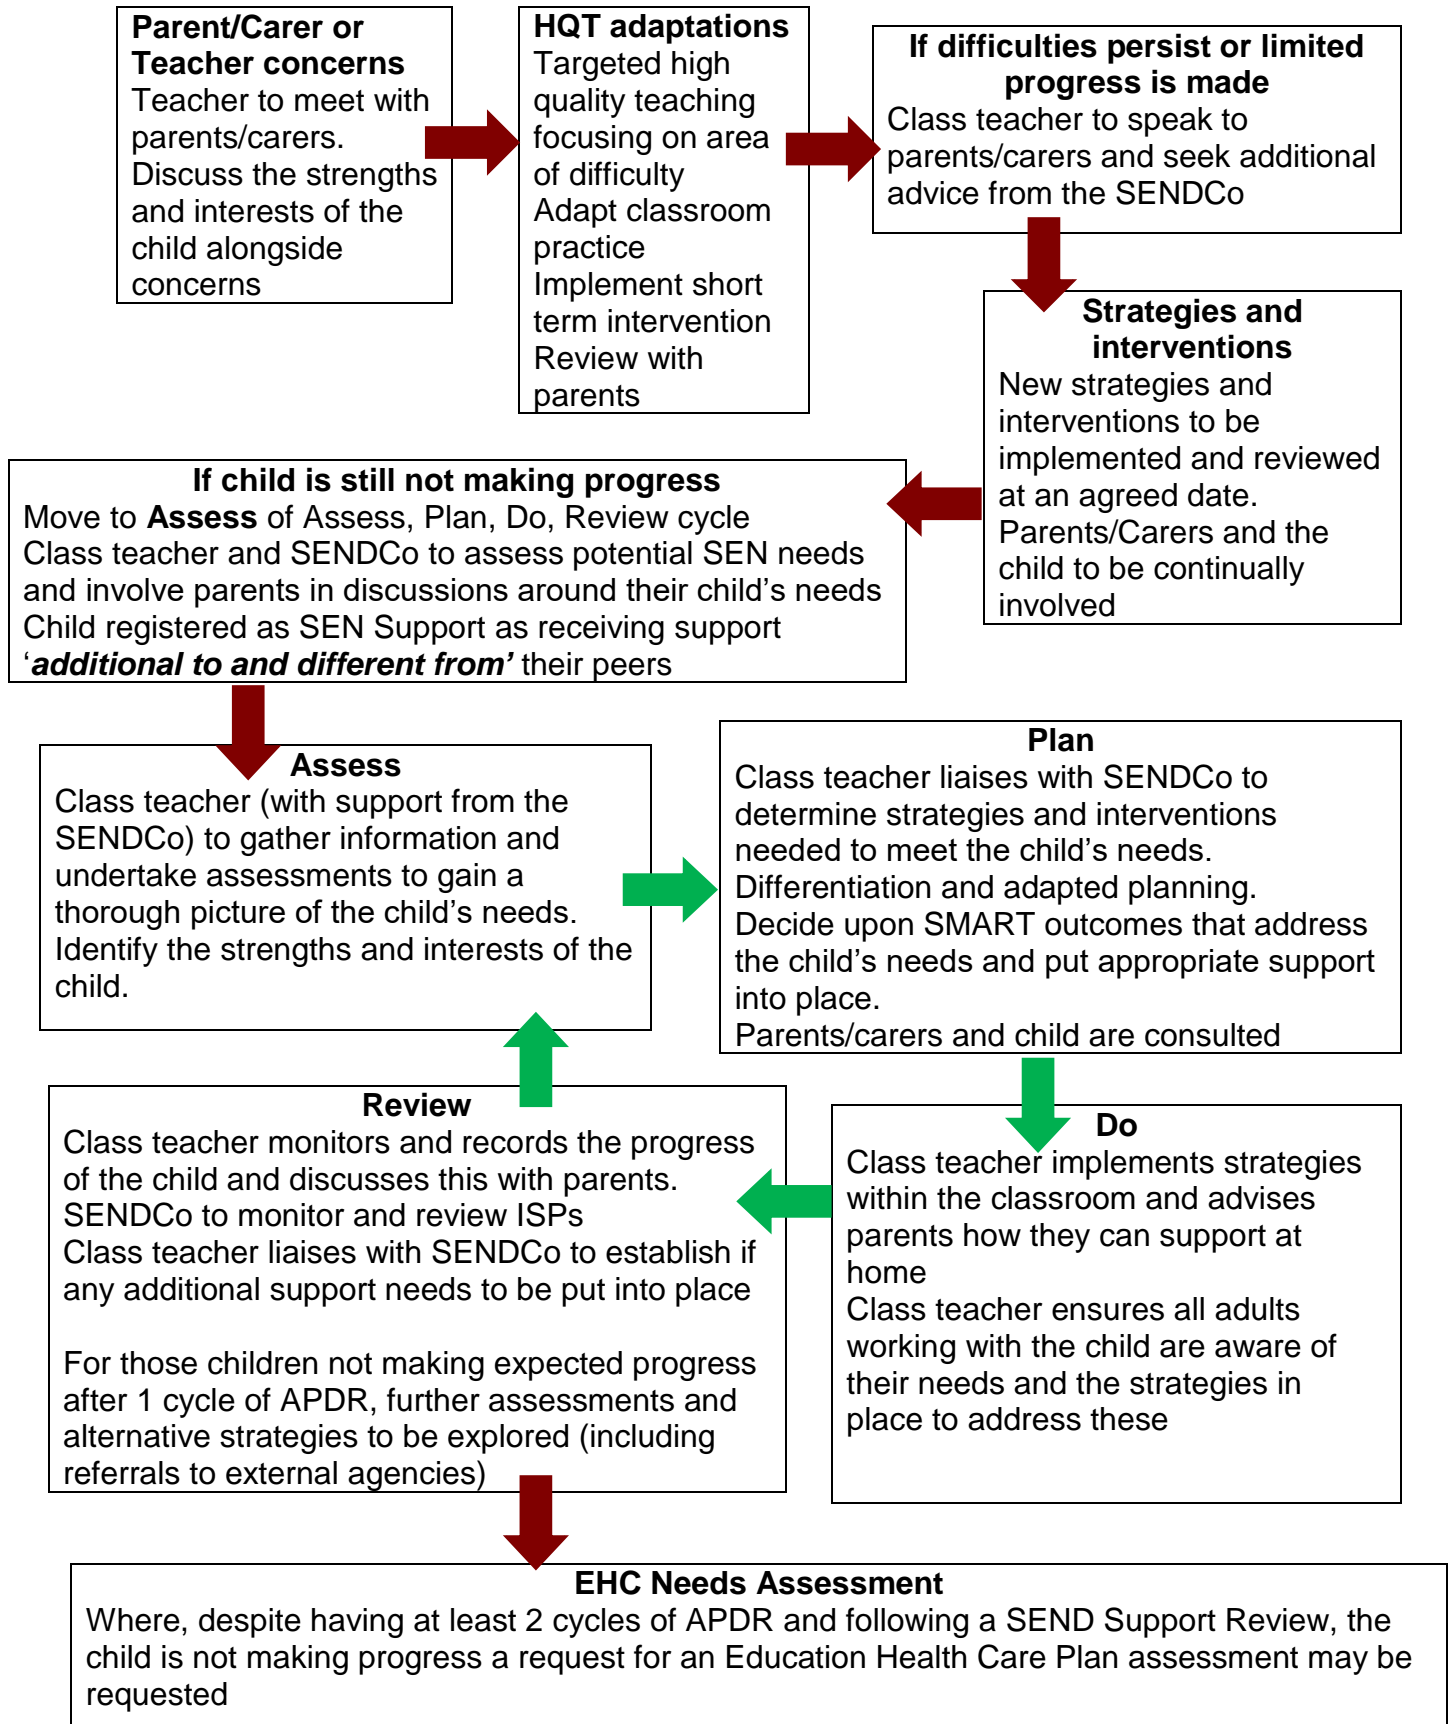 Parent/Carer or
Teacher concerns
Teacher to meet with
parents/carers.
Discuss the strengths
and interests of the
child alongside
concerns
HQT adaptations
Targeted high
quality teaching
focusing on area
of difficulty
Adapt classroom
practice
Implement short
term intervention
Review with
parents
If difficulties persist or limited
progress is made
Class teacher to speak to
parents/carers and seek additional
advice from the SENDCo
Strategies and
interventions
New strategies and
interventions to be
implemented and reviewed
at an agreed date.
Parents/Carers and the
child to be continually
involved
If child is still not making progress
Move to Assess of Assess, Plan, Do, Review cycle
Class teacher and SENDCo to assess potential SEN needs
and involve parents in discussions around their child’s needs
Child registered as SEN Support as receiving support
‘additional to and different from’ their peers
Assess
Class teacher (with support from the
SENDCo) to gather information and
undertake assessments to gain a
thorough picture of the child’s needs.
Identify the strengths and interests of the
child.
Plan
Class teacher liaises with SENDCo to
determine strategies and interventions
needed to meet the child’s needs.
Differentiation and adapted planning.
Decide upon SMART outcomes that address
the child’s needs and put appropriate support
into place.
Parents/carers and child are consulted
Do
Class teacher implements strategies
within the classroom and advises
parents how they can support at
home
Class teacher ensures all adults
working with the child are aware of
their needs and the strategies in
place to address these
Review
Class teacher monitors and records the progress
of the child and discusses this with parents.
SENDCo to monitor and review ISPs
Class teacher liaises with SENDCo to establish if
any additional support needs to be put into place
For those children not making expected progress
after 1 cycle of APDR, further assessments and
alternative strategies to be explored (including
referrals to external agencies)
EHC Needs Assessment
Where, despite having at least 2 cycles of APDR and following a SEND Support Review, the
child is not making progress a request for an Education Health Care Plan assessment may be
requested